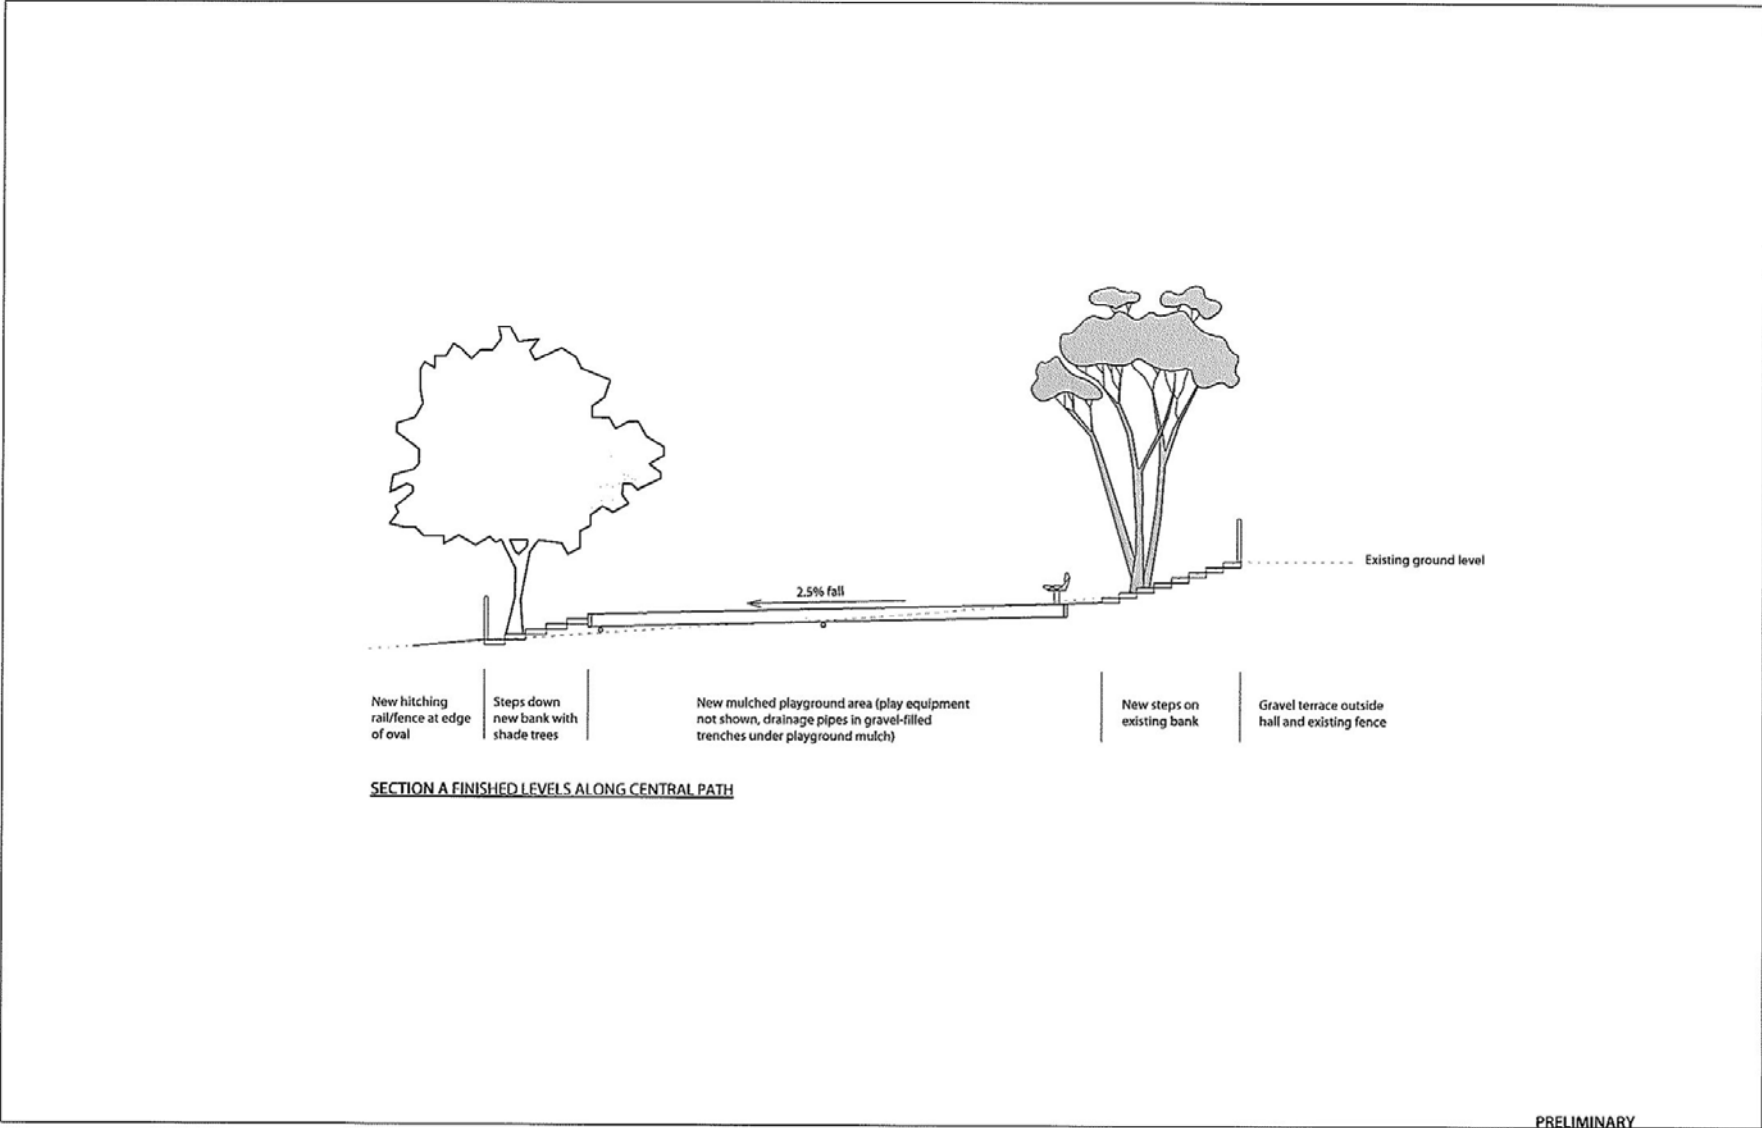 2.5% fall
Existing ground level
New hitching
rail/fence at edge
of oval
Steps down
new bank with
shade trees
New mulched playground area (play equipment
not shown, drainage pipes in gravel-filled
trenches under playground mulch)
New steps on
existing bank
Gravel terrace outside
hall and existing fence
SECTION A FINISHED LEVELS ALONG CENTRAL PATH
PRELIMINARY